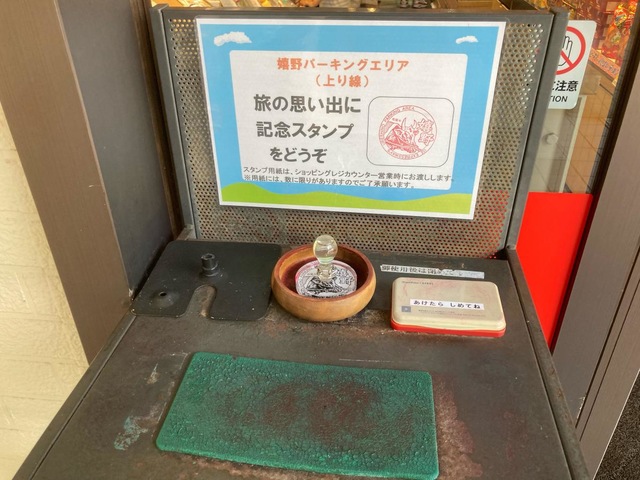 嬉野パーキングエリア
（上り線）
旅の思い出に
記念スタンプ
をどうぞ
スタンプ用紙は、ショッピングレジカウンター営業時にお渡しします。
※用紙には、数に限りがありますのでご了承願います。
注意
TION
あけたら しめてね